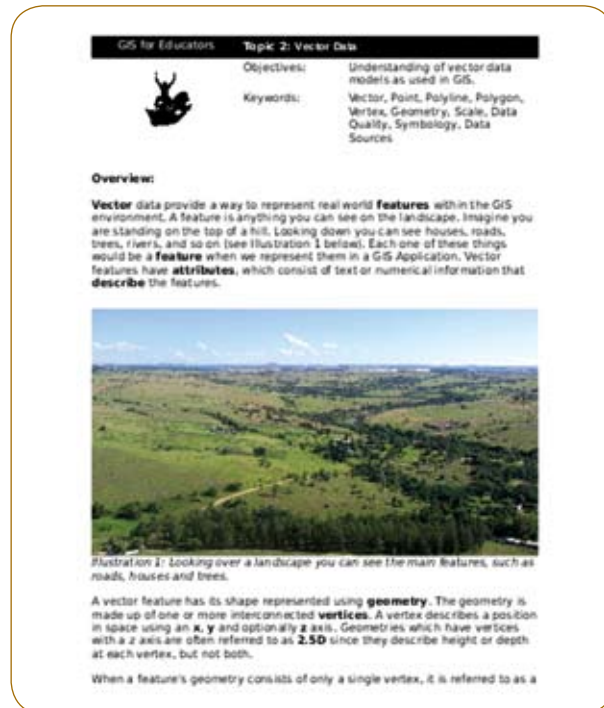 GIS for Educators
Topic 2: Vector Data
Objectives: Understanding of vector data
models as used in GIS.
Keywords: Vector, Point, Polyline, Polygon,
Vertex, Geometry, Scale, Data
Quality, Symbology, Data
Sources
Overview:
Vector data provide a way to represent real world features within the GIS
environment. A feature is anything you can see on the landscape. Imagine you
are standing on the top of a hill. Looking down you can see houses, roads,
trees, rivers, and so on (see Illustration 1 below). Each one of these things
would be a feature when we represent them in a GIS Application. Vector
features have attributes, which consist of text or numerical information that
describe the features.
Illustration 1: Looking over a landscape you can see the main features, such as
roads, houses and trees.
A vector feature has its shape represented using geometry. The geometry is
made up of one or more interconnected vertices. A vertex describes a position
in space using an x, y and optionally z axis. Geometries which have vertices
with a z axis are often referred to as 2.5D since they describe height or depth
at each vertex, but not both.
When a feature's geometry consists of only a single vertex, it is referred to as a